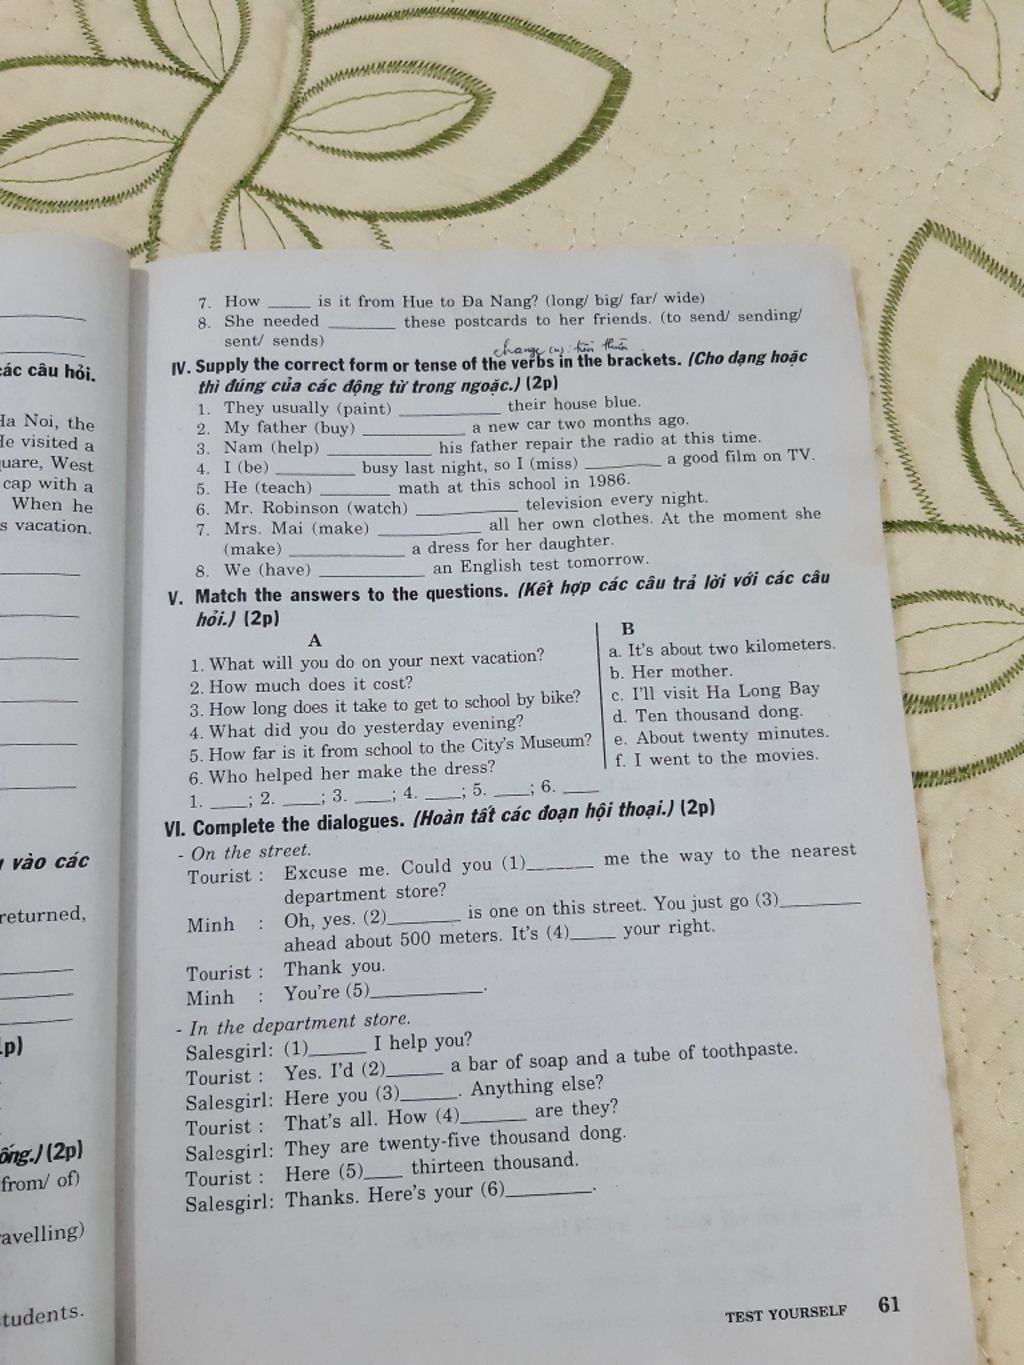 các câu hỏi.
Ha Noi, the
He visited a
quare, West
cap with a
When he
s vacation.
vào các
returned,
ống.) (2p)
from/ of)
avelling)
tudents.
7. How _____ is it from Hue to Đa Nang? (long/ big/ far/ wide)
8. She needed ________ these postcards to her friends. (to send/ sending/
sent/ sends)
change (n): tiền thừa
IV. Supply the correct form or tense of the verbs in the brackets. (Cho dạng hoặc
thì đúng của các động từ trong ngoặc.) (2p)
1. They usually (paint) ____________ their house blue.
2. My father (buy) ____________ a new car two months ago.
3. Nam (help) ____________ his father repair the radio at this time.
4. I (be) _________ busy last night, so I (miss) _________ a good film on TV.
5. He (teach) ________ math at this school in 1986.
6. Mr. Robinson (watch) ____________ television every night.
7. Mrs. Mai (make) ____________ all her own clothes. At the moment she
(make) ____________ a dress for her daughter.
8. We (have) ____________ an English test tomorrow.
V. Match the answers to the questions. (Kết hợp các câu trả lời với các câu
hỏi.) (2p)
A
1. What will you do on your next vacation?
2. How much does it cost?
3. How long does it take to get to school by bike?
4. What did you do yesterday evening?
5. How far is it from school to the City's Museum?
6. Who helped her make the dress?
B
a. It's about two kilometers.
b. Her mother.
c. I'll visit Ha Long Bay
d. Ten thousand dong.
e. About twenty minutes.
f. I went to the movies.
1. ____; 2. ____; 3. ____; 4. ____; 5. ____; 6. ____
VI. Complete the dialogues. (Hoàn tất các đoạn hội thoại.) (2p)
- On the street.
Tourist : Excuse me. Could you (1)_______ me the way to the nearest
department store?
Minh : Oh, yes. (2)________ is one on this street. You just go (3)_________
ahead about 500 meters. It's (4)_____ your right.
Tourist : Thank you.
Minh : You're (5)____________.
- In the department store.
Salesgirl: (1)______ I help you?
Tourist : Yes. I'd (2)______ a bar of soap and a tube of toothpaste.
Salesgirl: Here you (3)______. Anything else?
Tourist : That's all. How (4)_______ are they?
Salesgirl: They are twenty-five thousand dong.
Tourist : Here (5)____ thirteen thousand.
Salesgirl: Thanks. Here's your (6)_________.
TEST YOURSELF 61